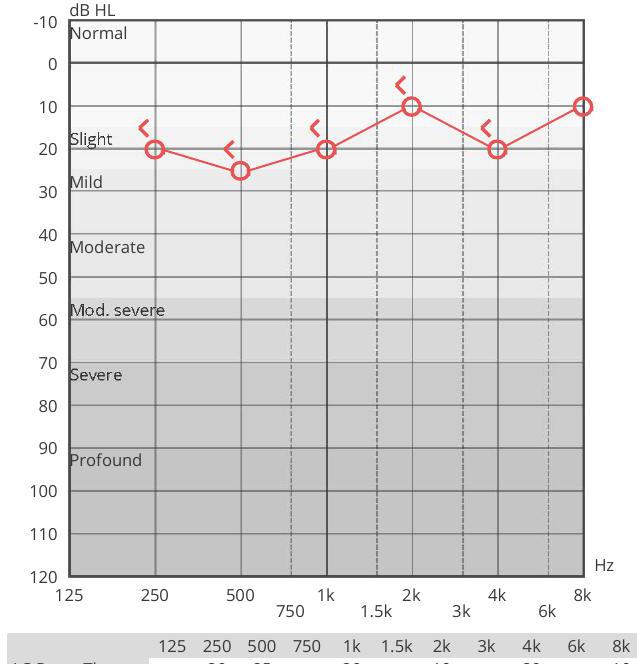 dB HL
-10
Normal
0
10
Slight
20
Mild
30
40
Moderate
50
Mod. severe
60
70
Severe
80
90
Profound
100
110
Hz
120
125 250 500 1k 2k 4k 8k
750 1.5k 3k 6k
125 250 500 750 1k 1.5k 2k 3k 4k 6k 8k